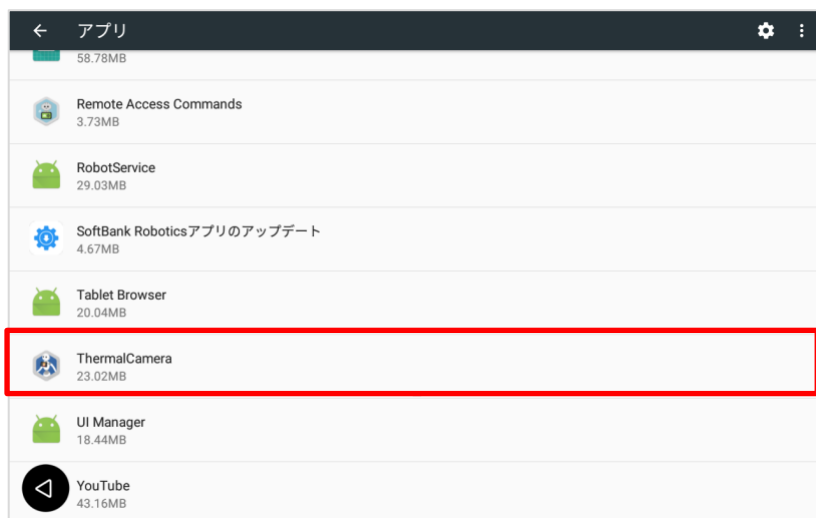 アプリ
58.78MB
Remote Access Commands
3.73MB
RobotService
29.03MB
SoftBank Roboticsアプリのアップデート
4.67MB
Tablet Browser
20.04MB
ThermalCamera
23.02MB
UI Manager
18.44MB
YouTube
43.16MB